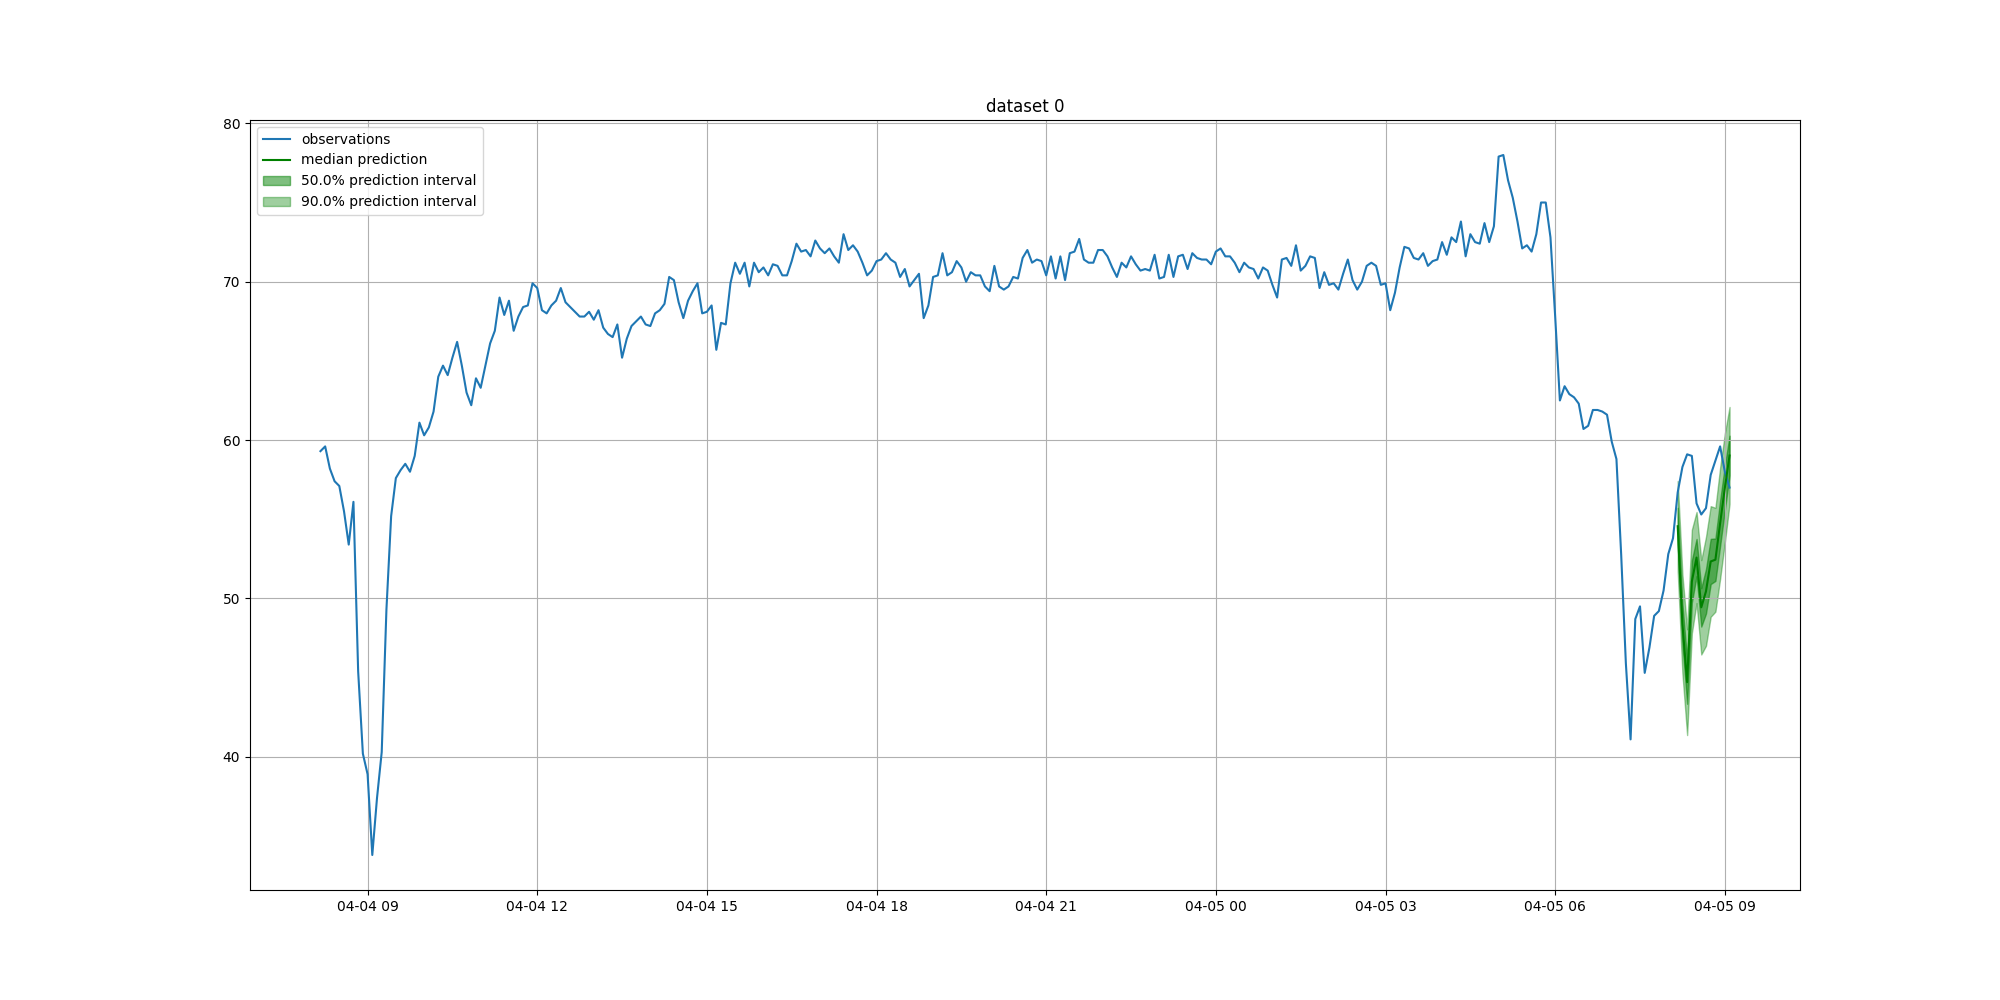 dataset 0
observations
median prediction
50.0% prediction interval
90.0% prediction interval
80
70
60
50
40
04-04 09
04-04 12
04-04 15
04-04 18
04-04 21
04-05 00
04-05 03
04-05 06
04-05 09